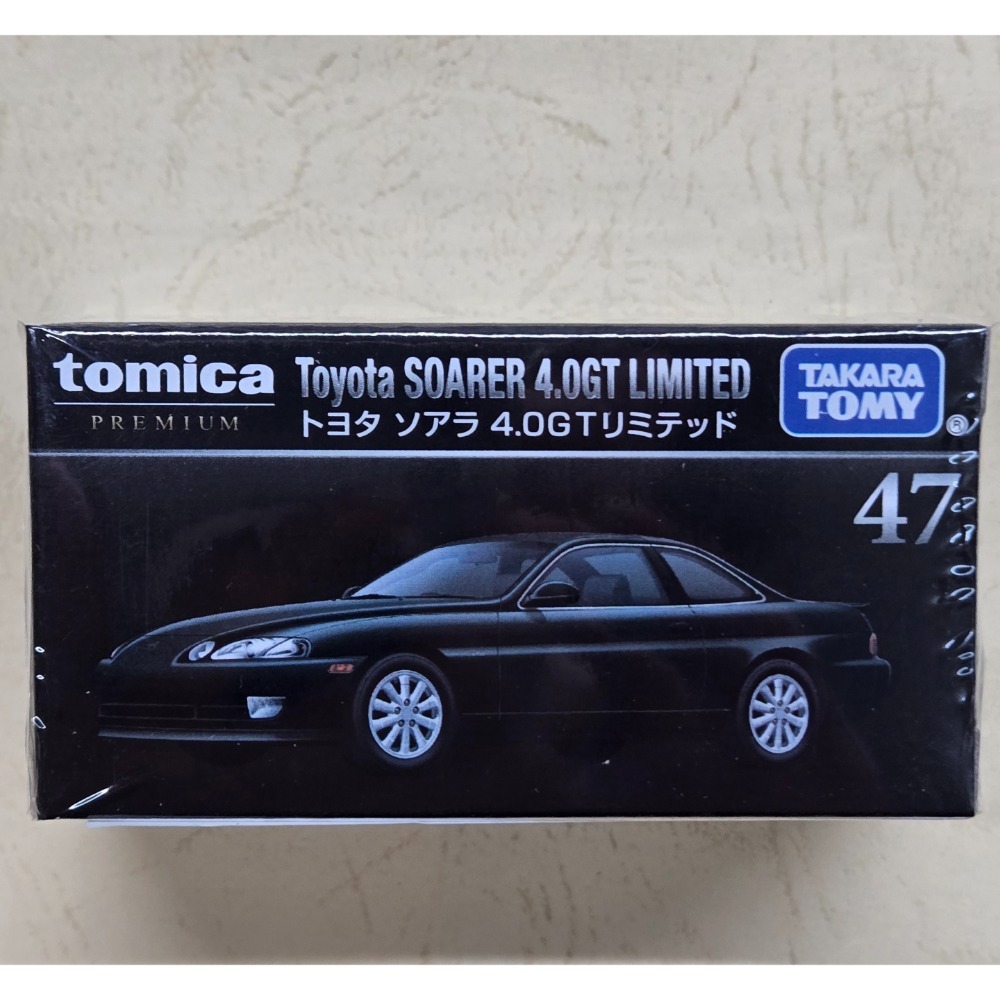 tomica
PREMIUM
Toyota SOARER 4.0GT LIMITED
トヨタ ソアラ 4.0GTリミテッド
TAKARA
TOMY
®
47